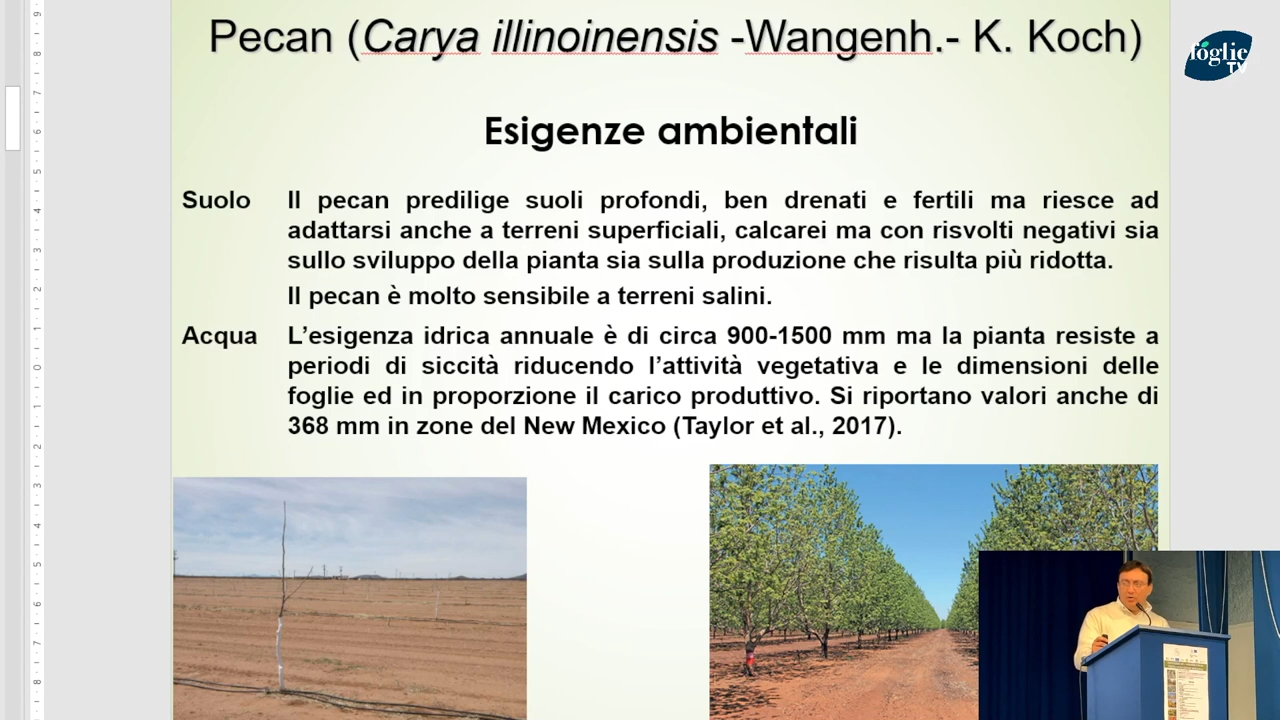 Pecan (Carya illinoinensis -Wangenh.- K. Koch)
foglie
TV
Esigenze ambientali
Suolo Il pecan predilige suoli profondi, ben drenati e fertili ma riesce ad
adattarsi anche a terreni superficiali, calcarei ma con risvolti negativi sia
sullo sviluppo della pianta sia sulla produzione che risulta più ridotta.
Il pecan è molto sensibile a terreni salini.
Acqua L’esigenza idrica annuale è di circa 900-1500 mm ma la pianta resiste a
periodi di siccità riducendo l’attività vegetativa e le dimensioni delle
foglie ed in proporzione il carico produttivo. Si riportano valori anche di
368 mm in zone del New Mexico (Taylor et al., 2017).